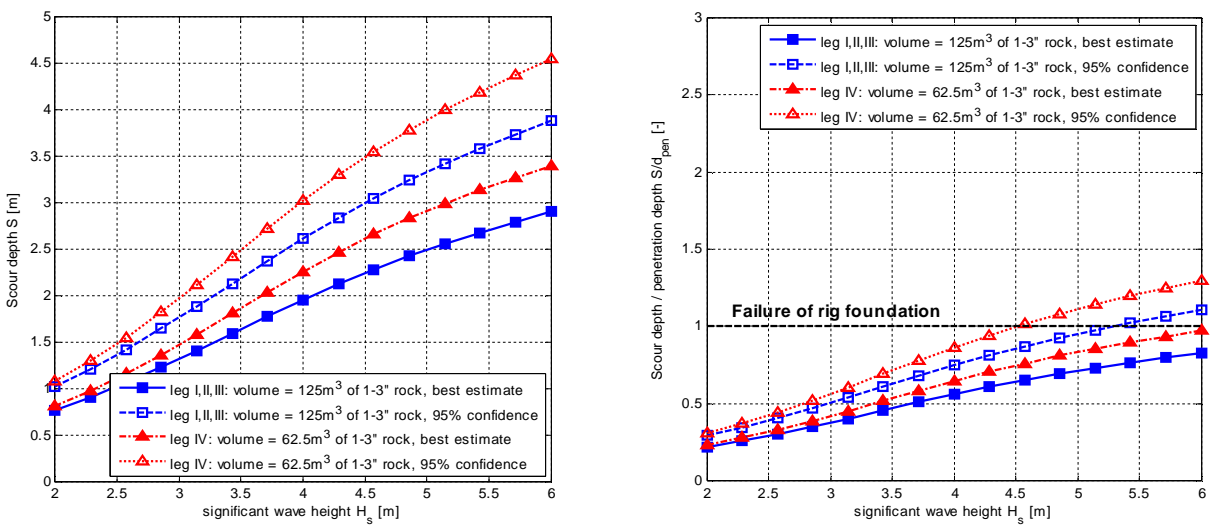 5
4.5
4
3.5
3
2.5
2
1.5
1
0.5
0
Scour depth S [m]
leg I,II,III: volume = 125m³ of 1-3" rock, best estimate
leg I,II,III: volume = 125m³ of 1-3" rock, 95% confidence
leg IV: volume = 62.5m³ of 1-3" rock, best estimate
leg IV: volume = 62.5m³ of 1-3" rock, 95% confidence
2 2.5 3 3.5 4 4.5 5 5.5 6
significant wave height Hₛ [m]
3
2.5
2
1.5
1
0.5
0
Scour depth / penetration depth S/d_pen [-]
leg I,II,III: volume = 125m³ of 1-3" rock, best estimate
leg I,II,III: volume = 125m³ of 1-3" rock, 95% confidence
leg IV: volume = 62.5m³ of 1-3" rock, best estimate
leg IV: volume = 62.5m³ of 1-3" rock, 95% confidence
Failure of rig foundation
2 2.5 3 3.5 4 4.5 5 5.5 6
significant wave height Hₛ [m]